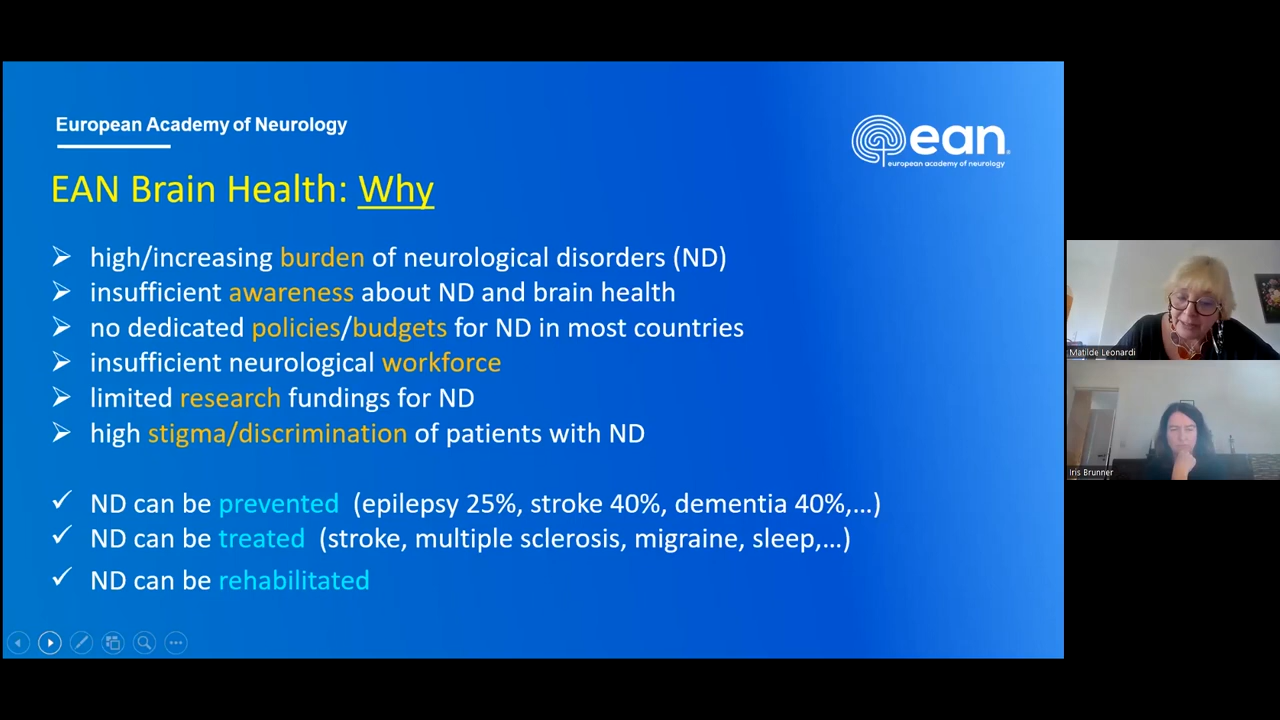 European Academy of Neurology
ean
european academy of neurology
EAN Brain Health: Why
high/increasing burden of neurological disorders (ND)
insufficient awareness about ND and brain health
no dedicated policies/budgets for ND in most countries
insufficient neurological workforce
limited research fundings for ND
high stigma/discrimination of patients with ND
ND can be prevented (epilepsy 25%, stroke 40%, dementia 40%,...)
ND can be treated (stroke, multiple sclerosis, migraine, sleep,...)
ND can be rehabilitated
Matilde Leonardi
Iris Brunner